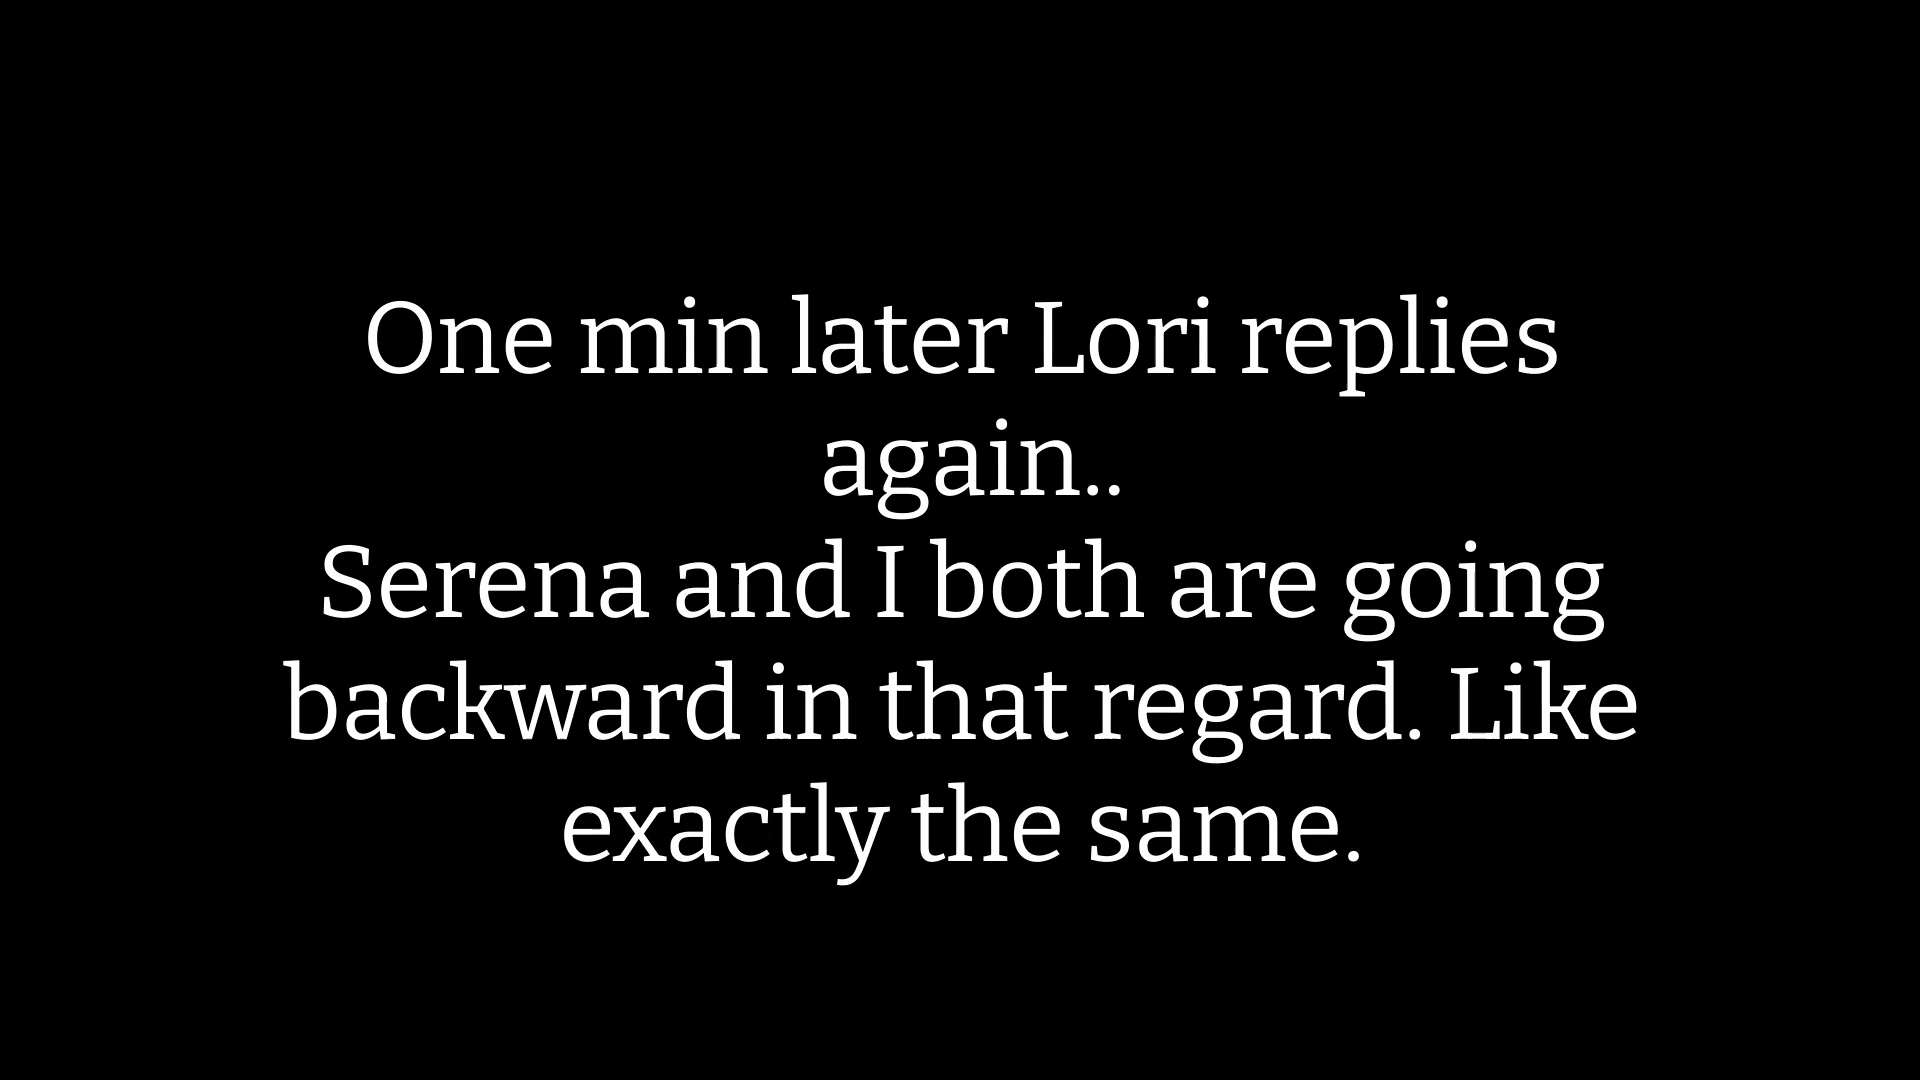 One min later Lori replies
again..
Serena and I both are going
backward in that regard. Like
exactly the same.